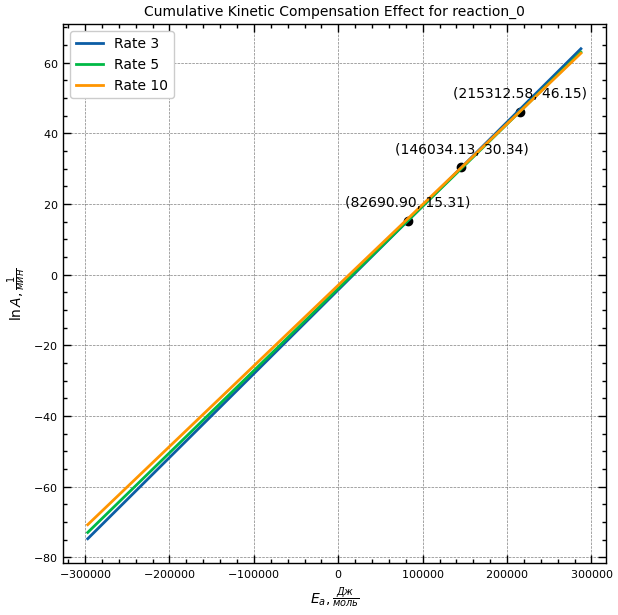 Cumulative Kinetic Compensation Effect for reaction_0
Rate 3
Rate 5
Rate 10
(215312.58, 46.15)
(146034.13, 30.34)
(82690.90, 15.31)
60
40
20
0
−20
−40
−60
−80
ln A, 1/мин
−300000 −200000 −100000 0 100000 200000 300000
Eₐ, Дж/моль